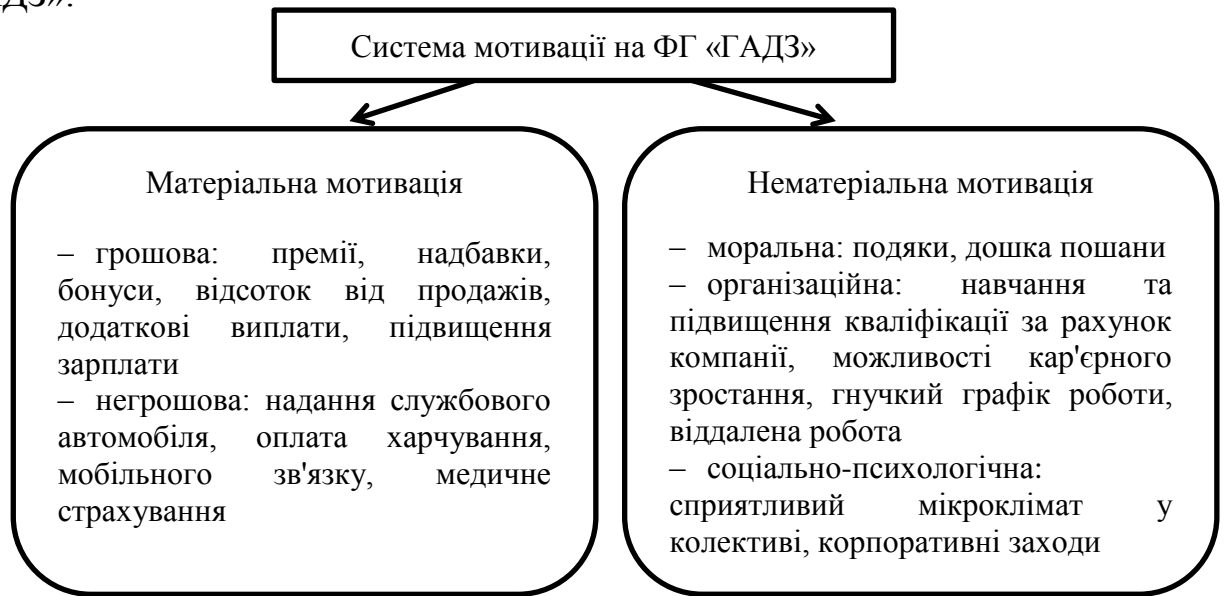 ДЗ».
Система мотивації на ФГ «ГАДЗ»
Матеріальна мотивація
– грошова: премії, надбавки,
бонуси, відсоток від продажів,
додаткові виплати, підвищення
зарплати
– негрошова: надання службового
автомобіля, оплата харчування,
мобільного зв'язку, медичне
страхування
Нематеріальна мотивація
– моральна: подяки, дошка пошани
– організаційна: навчання та
підвищення кваліфікації за рахунок
компанії, можливості кар'єрного
зростання, гнучкий графік роботи,
віддалена робота
– соціально-психологічна:
сприятливий мікроклімат у
колективі, корпоративні заходи